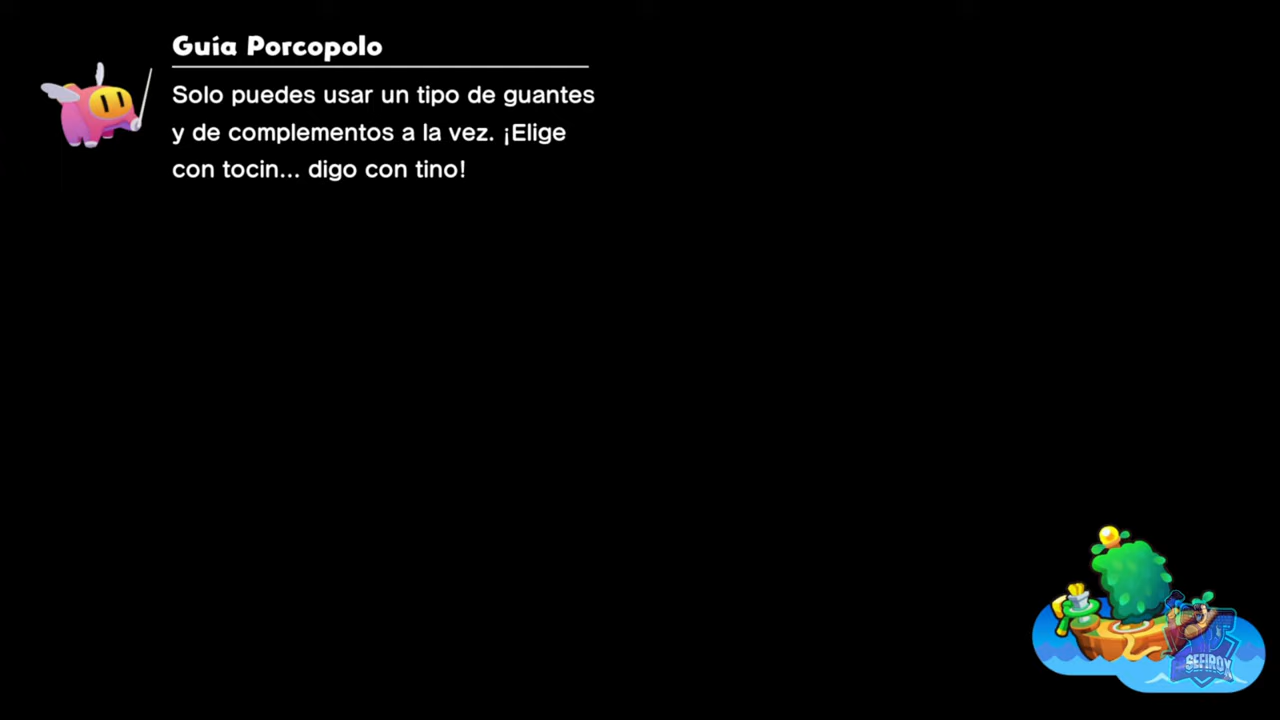 Guía Porcopolo
Solo puedes usar un tipo de guantes
y de complementos a la vez. ¡Elige
con tocin... digo con tino!
SEFIROX